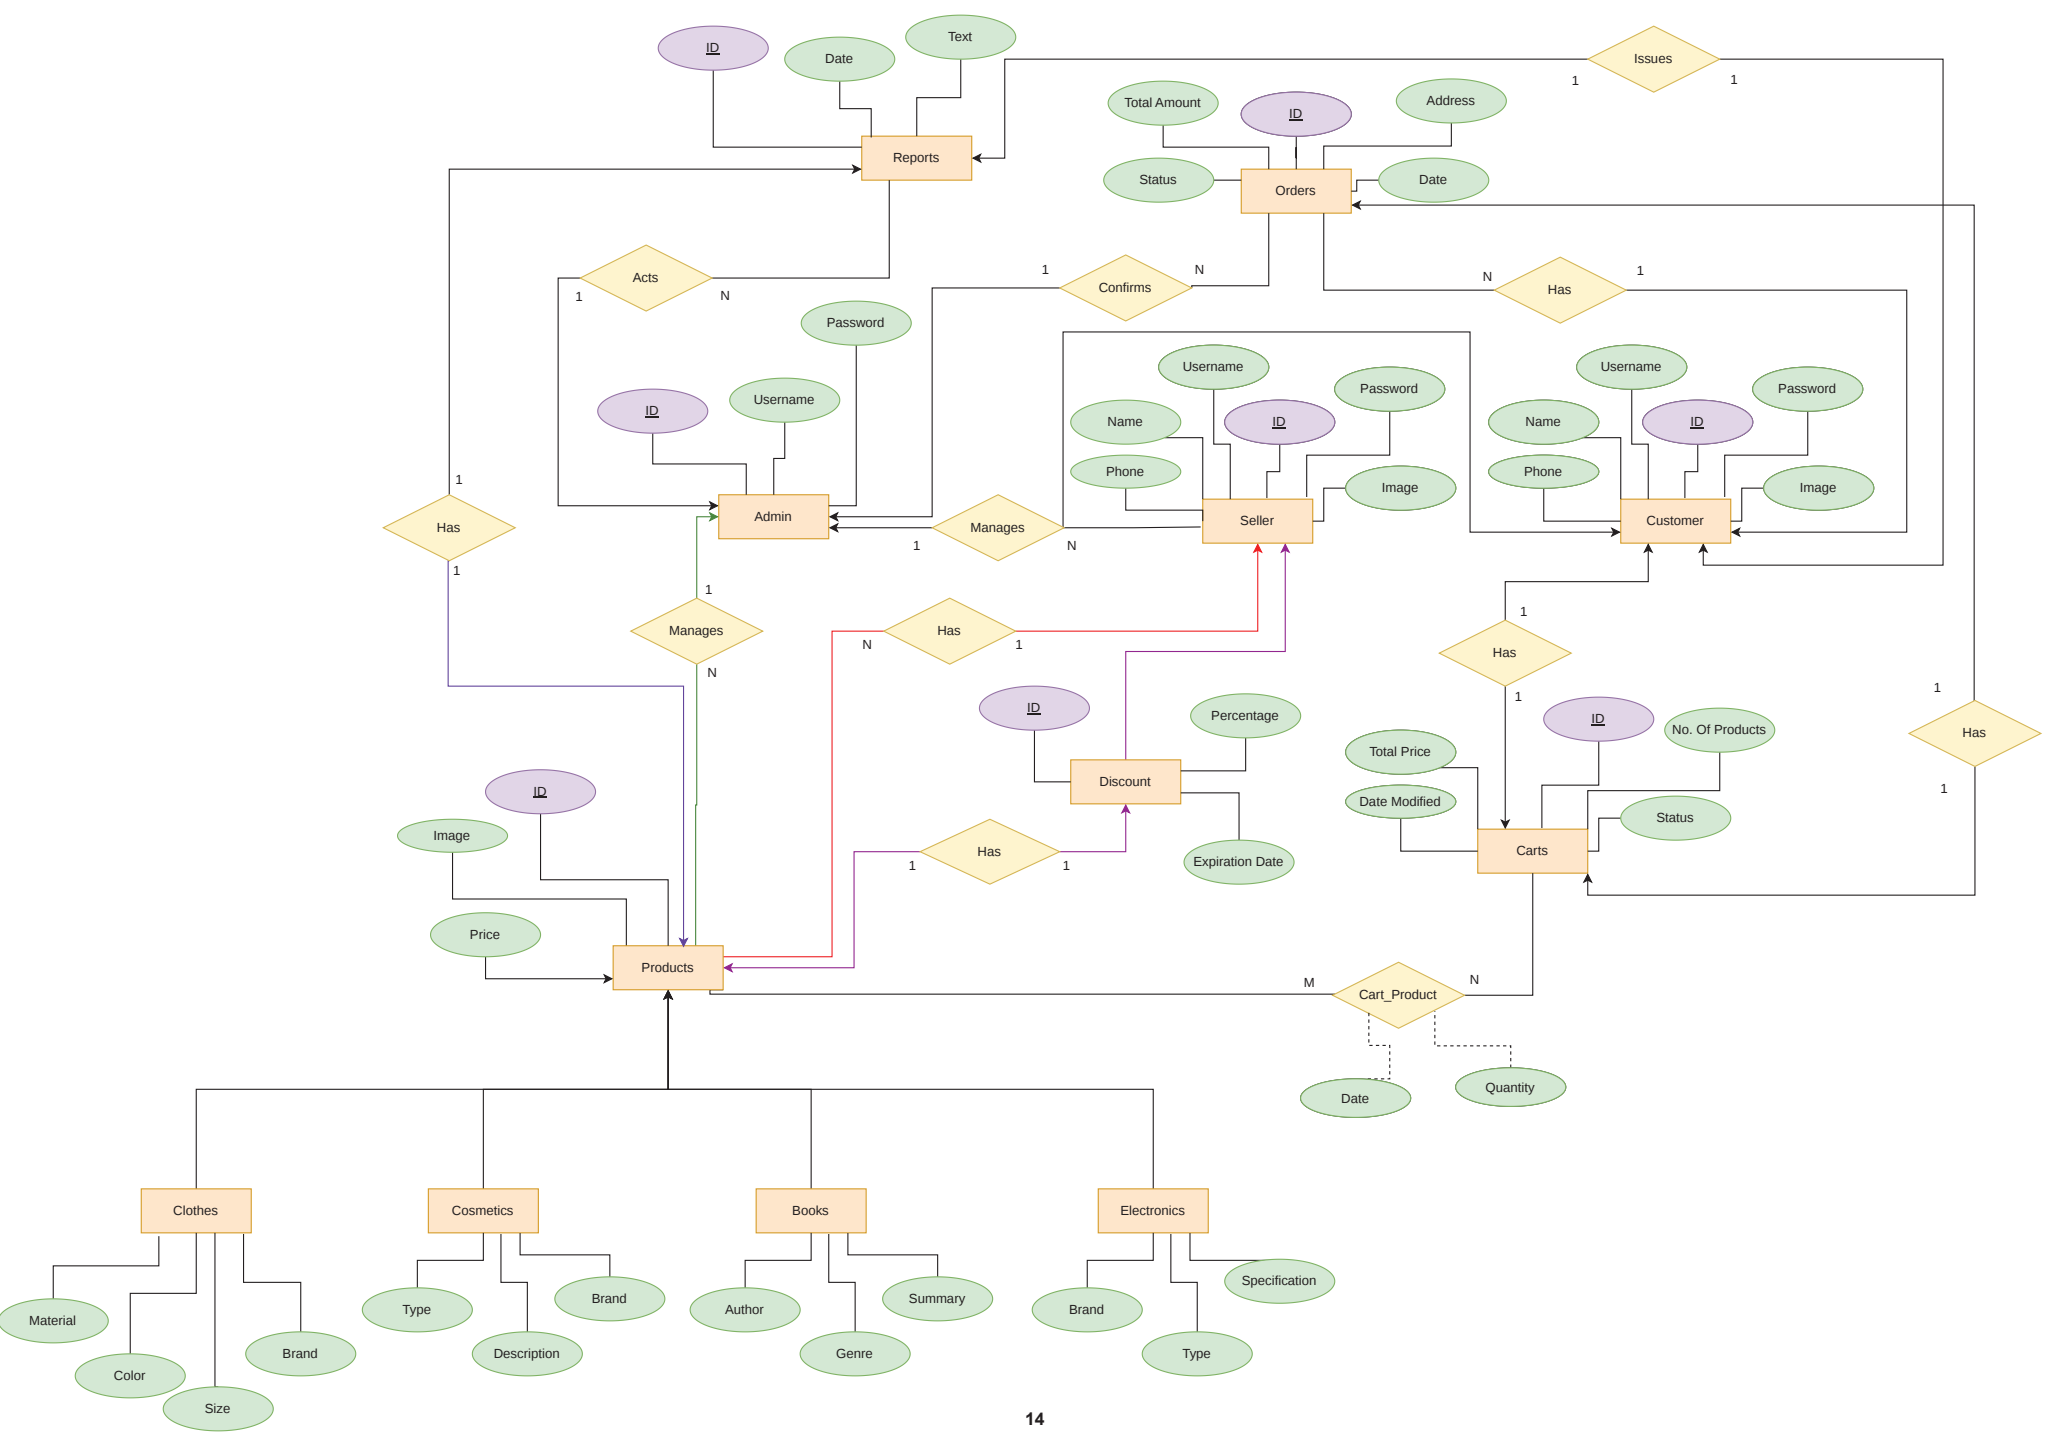 Text
ID
Date
Issues
1
1
Total Amount
ID
Address
Reports
Status
Orders
Date
Acts
1
N
1
Confirms
N
N
Has
1
Password
Username
Username
Password
Password
ID
Username
Name
ID
Name
ID
Phone
Image
Phone
Image
1
Has
1
Admin
Manages
1
N
Seller
Customer
1
Manages
N
N
Has
1
1
Has
1
ID
Percentage
Total Price
ID
No. Of Products
1
Has
1
Discount
Date Modified
Status
ID
Image
Has
1
1
Expiration Date
Carts
Price
Products
M
Cart_Product
N
Date
Quantity
Clothes
Cosmetics
Books
Electronics
Material
Color
Size
Brand
Type
Description
Brand
Author
Genre
Summary
Brand
Type
Specification
14